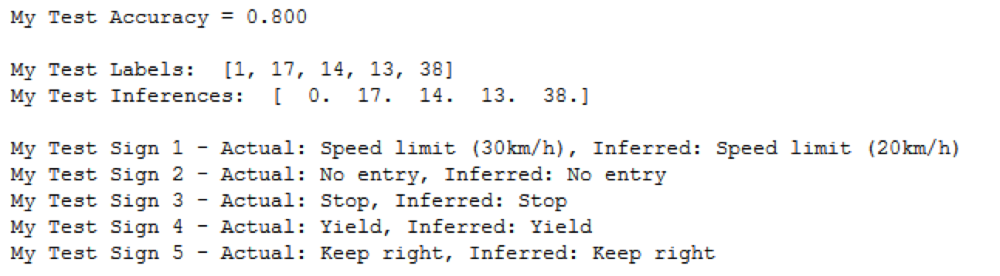 My Test Accuracy = 0.800
My Test Labels:  [1, 17, 14, 13, 38]
My Test Inferences:  [  0.  17.  14.  13.  38.]
My Test Sign 1 - Actual: Speed limit (30km/h), Inferred: Speed limit (20km/h)
My Test Sign 2 - Actual: No entry, Inferred: No entry
My Test Sign 3 - Actual: Stop, Inferred: Stop
My Test Sign 4 - Actual: Yield, Inferred: Yield
My Test Sign 5 - Actual: Keep right, Inferred: Keep right